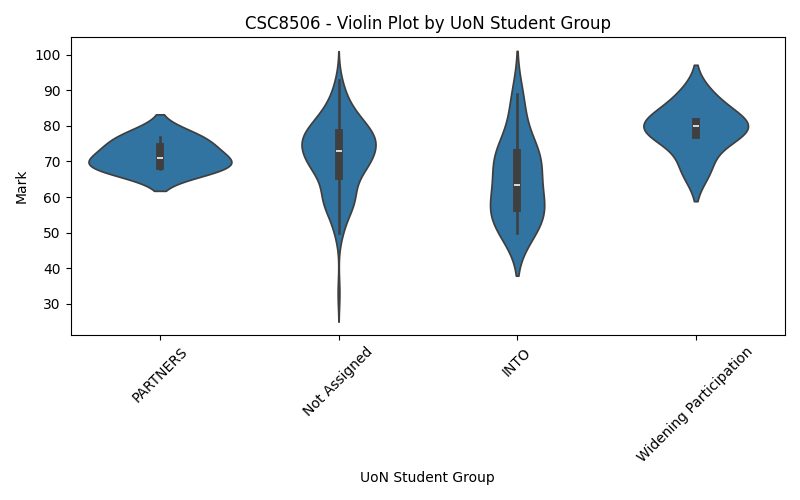 CSC8506 - Violin Plot by UoN Student Group
100
90
80
70
60
50
40
30
Mark
PARTNERS
Not Assigned
INTO
Widening Participation
UoN Student Group